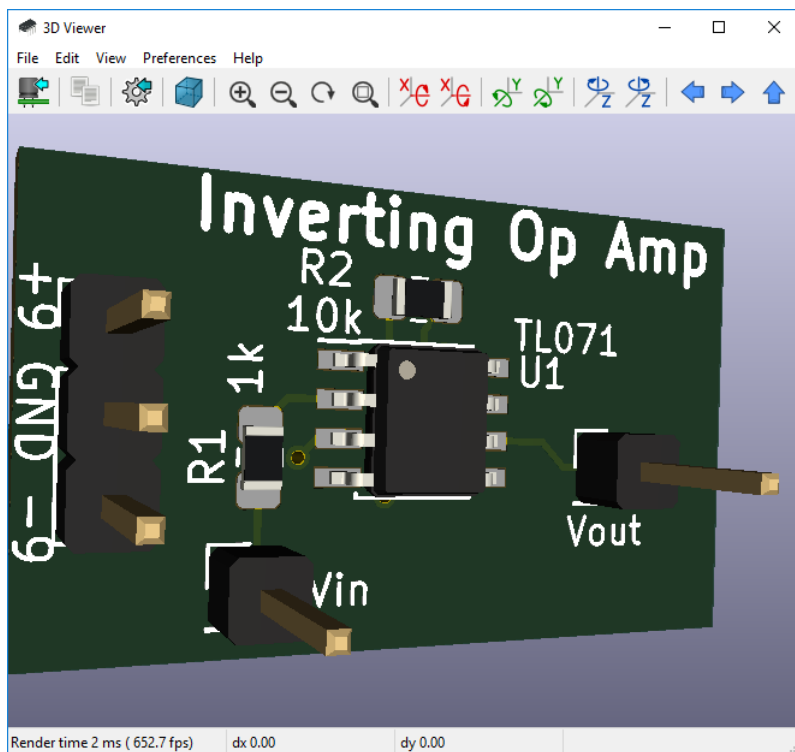 3D Viewer
File Edit View Preferences Help
X X Y Y Z Z
Inverting Op Amp
R2
10k
TL071
U1
+9
GND
-9
1k
R1
Vout
Vin
Render time 2 ms ( 652.7 fps)
dx 0.00
dy 0.00